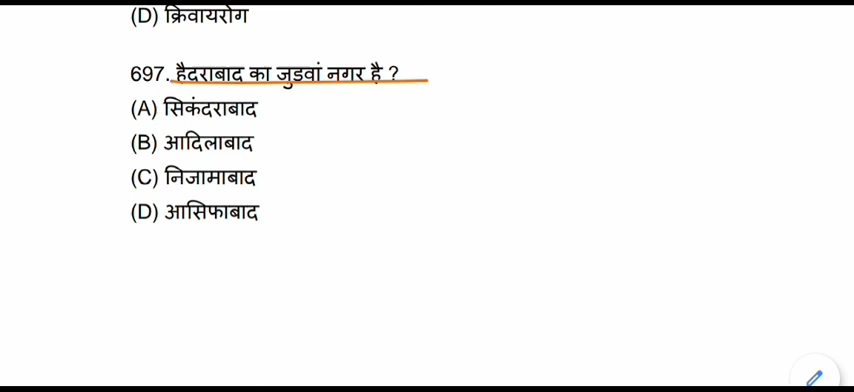 (D) क्रिवायरोग
697. हैदराबाद का जुडवां नगर है ?
(A) सिकंदराबाद
(B) आदिलाबाद
(C) निजामाबाद
(D) आसिफाबाद